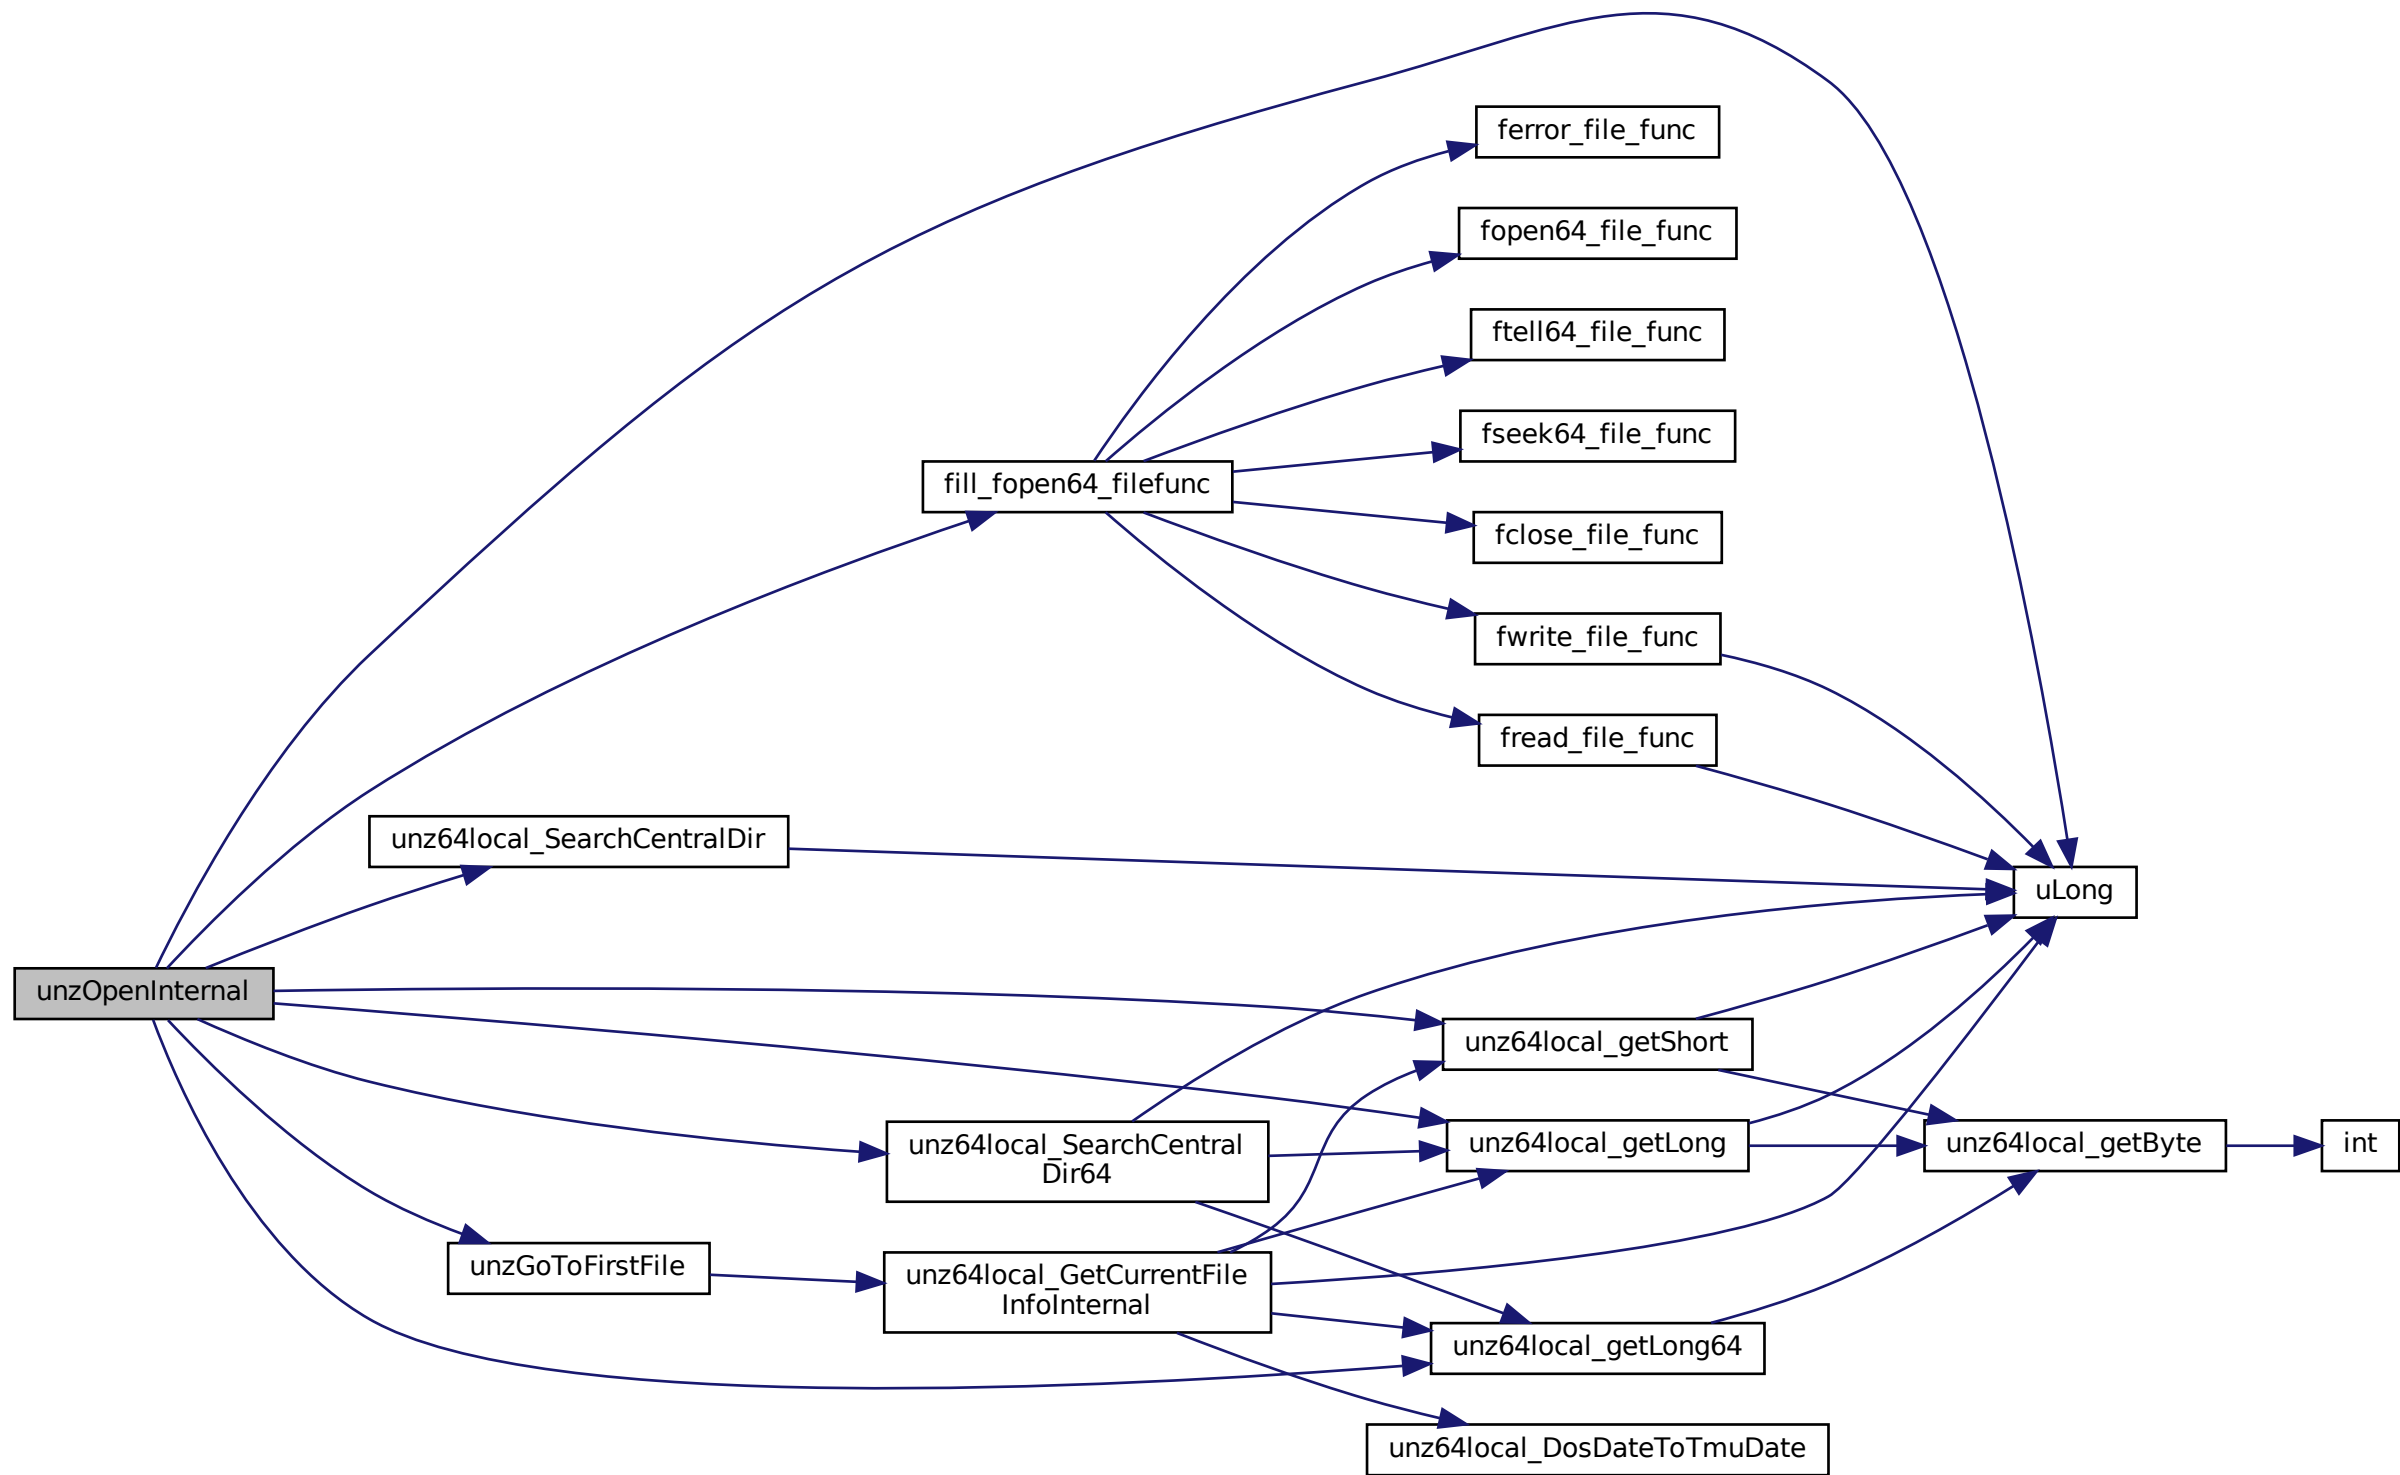 ferror_file_func
fopen64_file_func
ftell64_file_func
fseek64_file_func
fill_fopen64_filefunc
fclose_file_func
fwrite_file_func
fread_file_func
unz64local_SearchCentralDir
uLong
unzOpenInternal
unz64local_getShort
unz64local_SearchCentral
Dir64
unz64local_getLong
unz64local_getByte
int
unzGoToFirstFile
unz64local_GetCurrentFile
InfoInternal
unz64local_getLong64
unz64local_DosDateToTmuDate